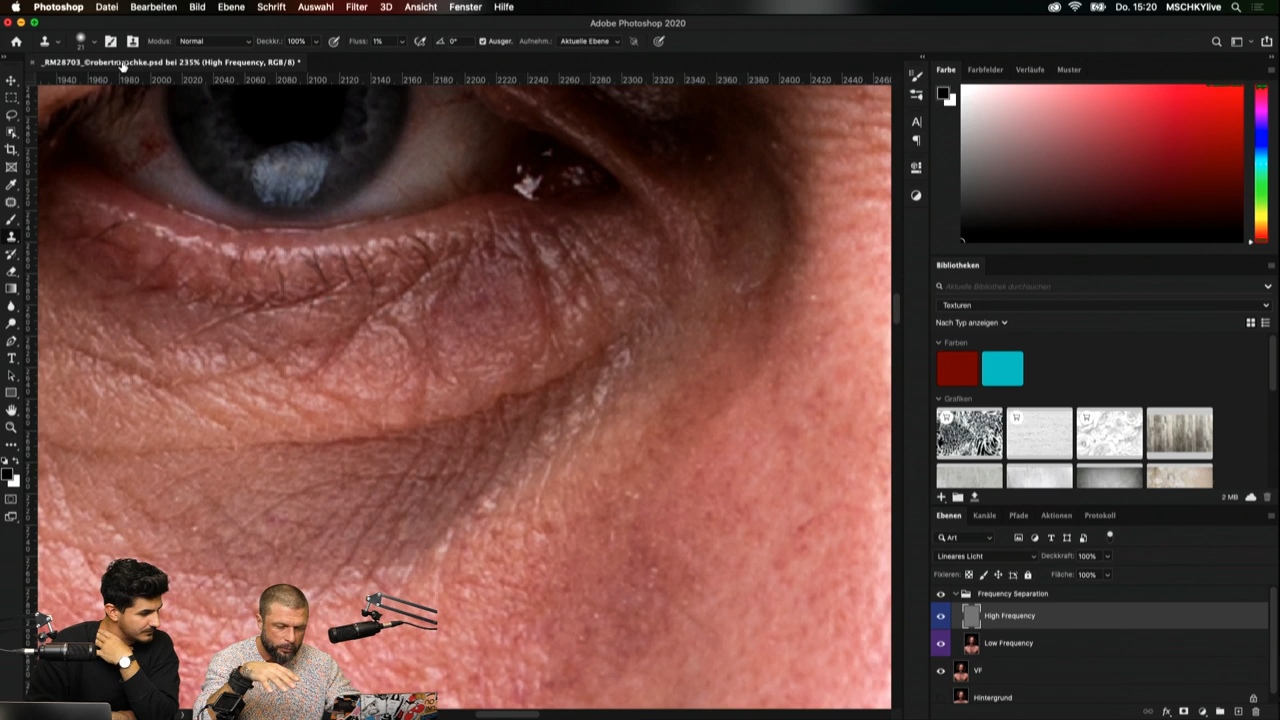 Photoshop Datei Bearbeiten Bild Ebene Schrift Auswahl Filter 3D Ansicht Fenster Hilfe Do. 15:20 MSCHKYlive
Adobe Photoshop 2020
21 Modus: Normal Deckkr.: 100% Fluss: 1% 0° Ausger. Aufnehm.: Aktuelle Ebene
bei 235% (High Frequency, RGB/8) *
1940 1960 1980 2000 2020 2040 2060 2080 2100 2120 2140 2160 2180 2200 2220 2240 2260 2280 2300 2320 2340 2360 2380 2400 2420 2440 2460
Farbe Farbfelder Verläufe Muster
Bibliotheken
Aktuelle Bibliothek durchsuchen
Texturen
Nach Typ anzeigen
Farben
Grafiken
2 MB
Ebenen Kanäle Pfade Aktionen Protokoll
Art
Lineares Licht Deckkraft: 100%
Fixieren: Fläche: 100%
Frequency Separation
High Frequency
Low Frequency
VF
Hintergrund